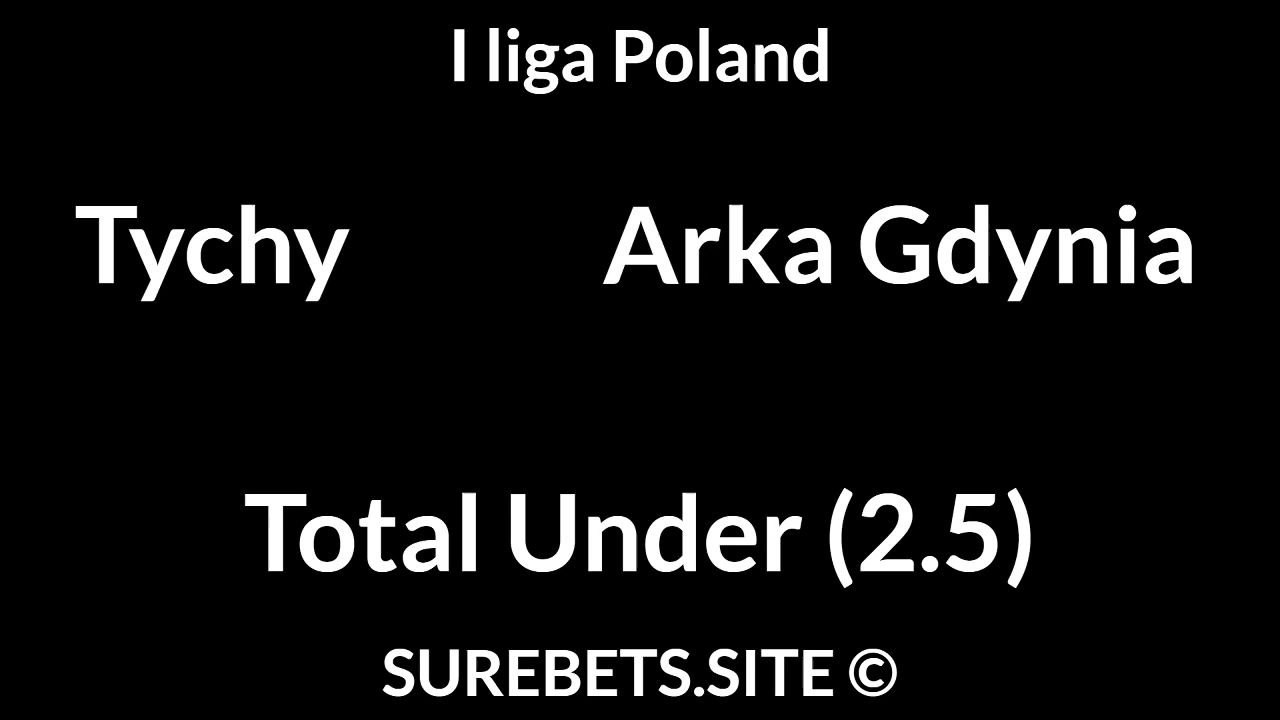 I liga Poland
Tychy Arka Gdynia
Total Under (2.5)
SUREBETS.SITE ©